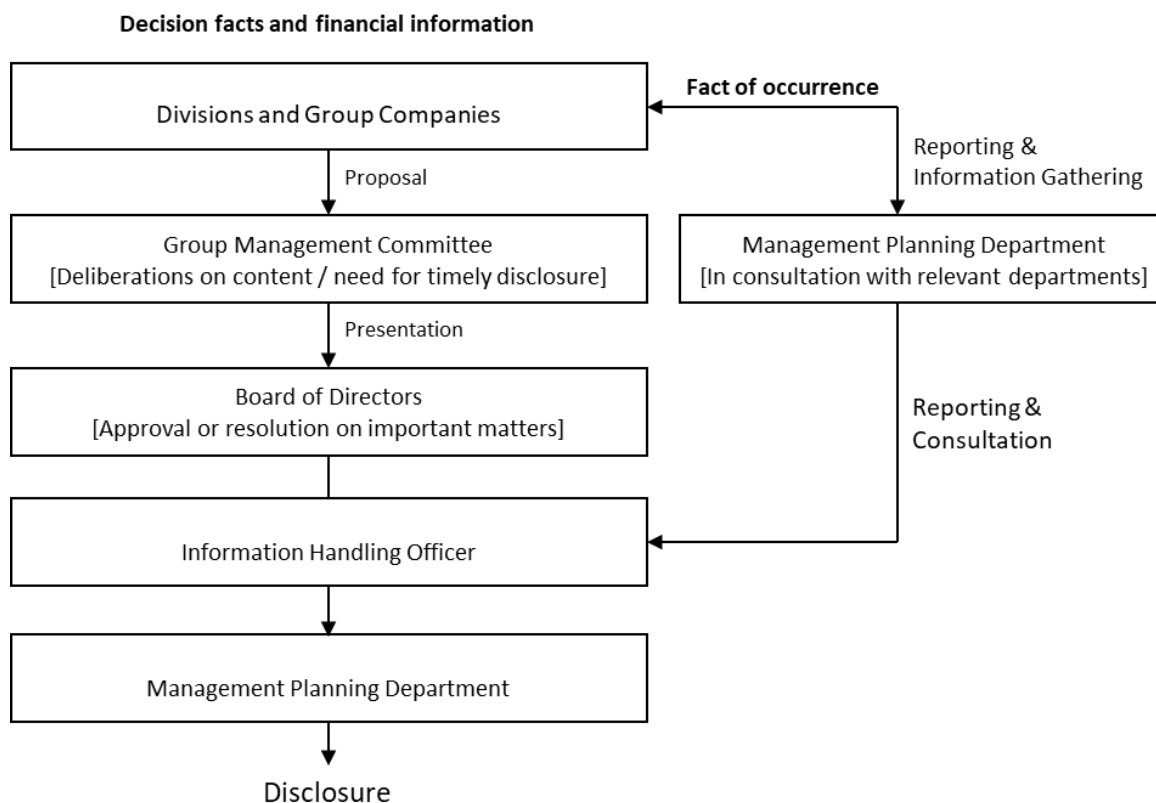 Decision facts and financial information
Divisions and Group Companies
Fact of occurrence
Reporting &
Information Gathering
Proposal
Group Management Committee
[Deliberations on content / need for timely disclosure]
Management Planning Department
[In consultation with relevant departments]
Presentation
Board of Directors
[Approval or resolution on important matters]
Reporting &
Consultation
Information Handling Officer
Management Planning Department
Disclosure